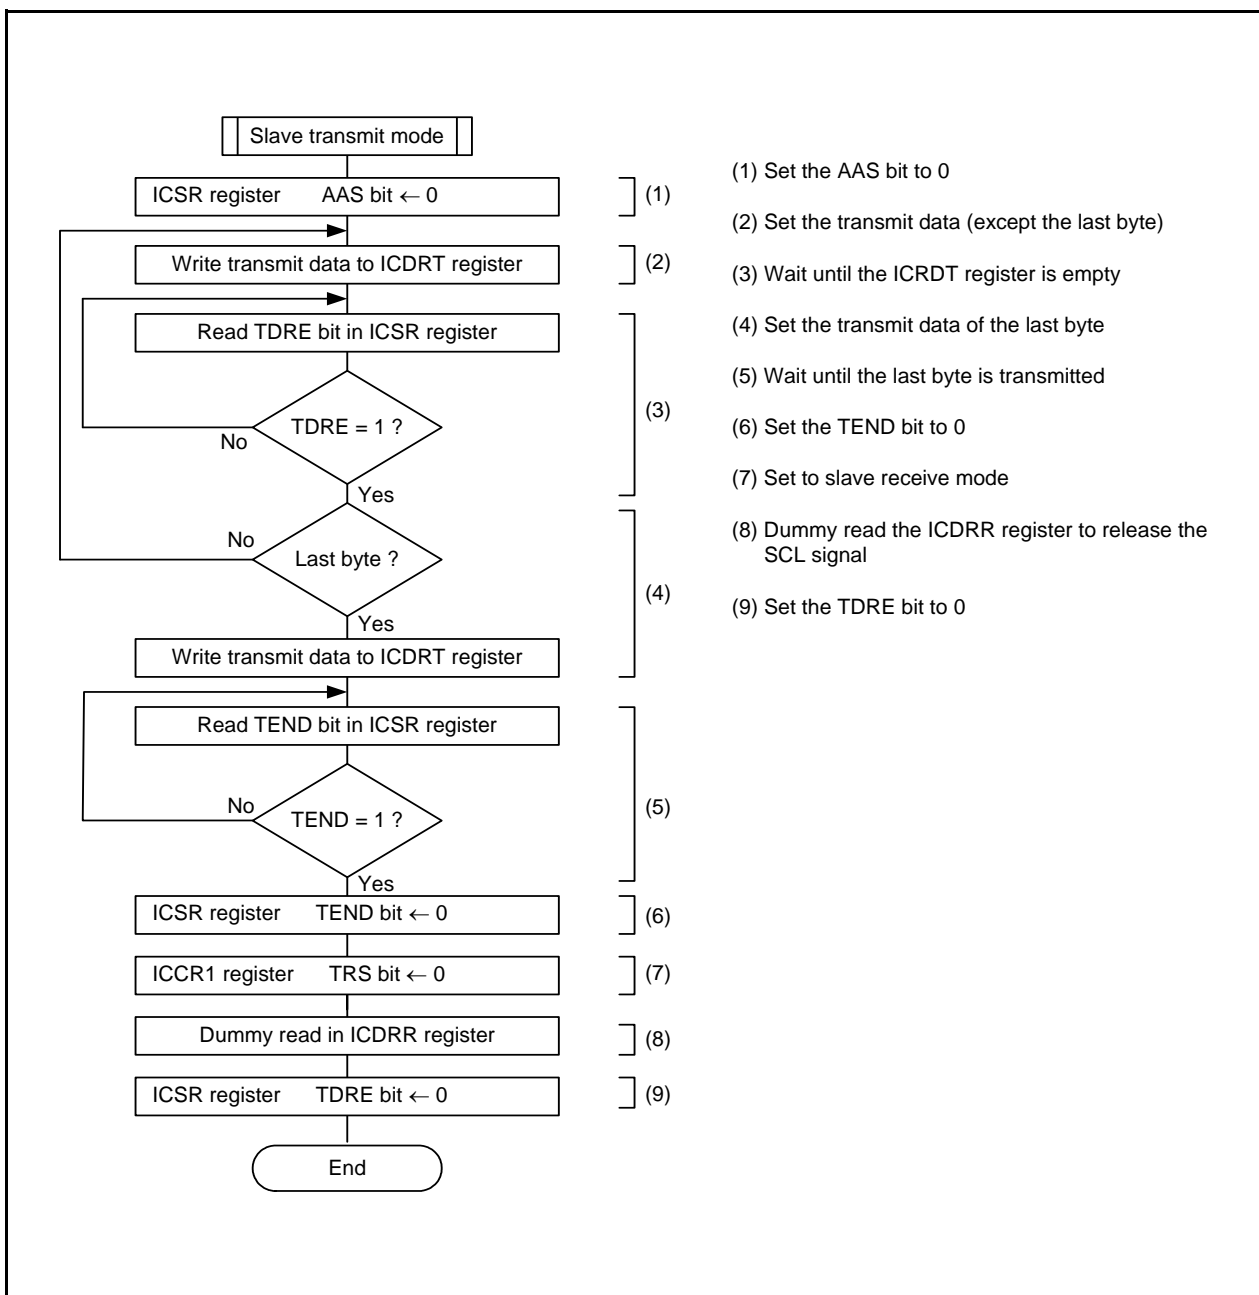 Slave transmit mode
ICSR register AAS bit ← 0
(1)
Write transmit data to ICDRT register
(2)
Read TDRE bit in ICSR register
TDRE = 1 ?
No
Yes
(3)
No
Last byte ?
Yes
(4)
Write transmit data to ICDRT register
Read TEND bit in ICSR register
No
TEND = 1 ?
(5)
Yes
ICSR register TEND bit ← 0
(6)
ICCR1 register TRS bit ← 0
(7)
Dummy read in ICDRR register
(8)
ICSR register TDRE bit ← 0
(9)
End
(1) Set the AAS bit to 0
(2) Set the transmit data (except the last byte)
(3) Wait until the ICRDT register is empty
(4) Set the transmit data of the last byte
(5) Wait until the last byte is transmitted
(6) Set the TEND bit to 0
(7) Set to slave receive mode
(8) Dummy read the ICDRR register to release the
SCL signal
(9) Set the TDRE bit to 0